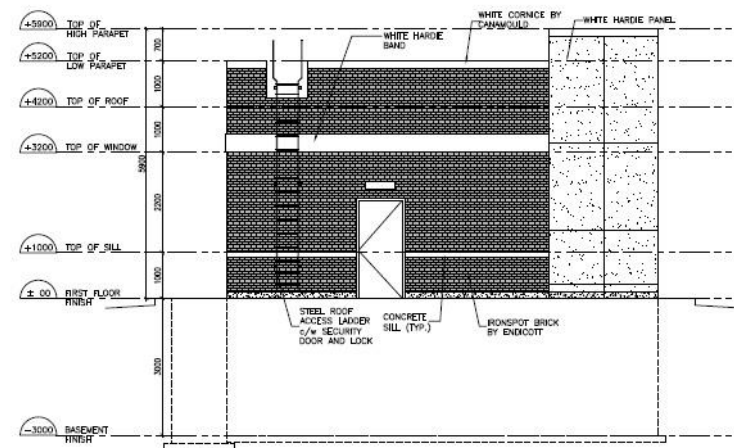 +5900 TOP OF
HIGH PARAPET
+5200 TOP OF
LOW PARAPET
+4200 TOP OF ROOF
+3200 TOP OF WINDOW
+1000 TOP OF SILL
± 00 FIRST FLOOR
FINISH
-3000 BASEMENT
FINISH
700
1000
1000
5900
2200
1000
3000
WHITE HARDIE
BAND
WHITE CORNICE BY
CANAMOULD
WHITE HARDIE PANEL
STEEL ROOF
ACCESS LADDER
c/w SECURITY
DOOR AND LOCK
CONCRETE
SILL (TYP.)
IRONSPOT BRICK
BY ENDICOTT